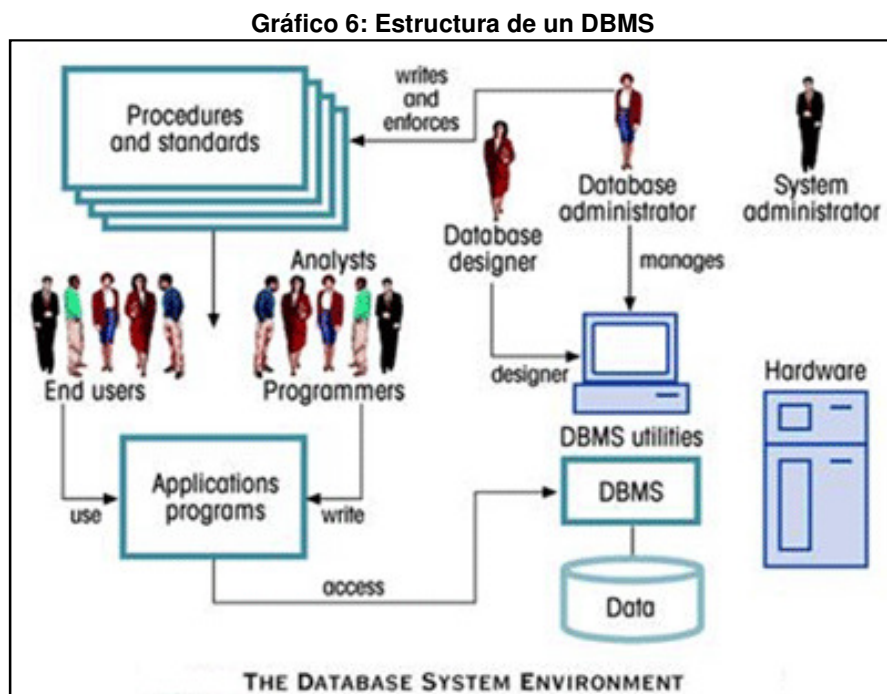 Gráfico 6: Estructura de un DBMS
writes
and
enforces
Procedures
and standards
Database
designer
Database
administrator
System
administrator
manages
Analysts
End users
Programmers
designer
Hardware
DBMS utilities
use
Applications
programs
write
DBMS
access
Data
THE DATABASE SYSTEM ENVIRONMENT